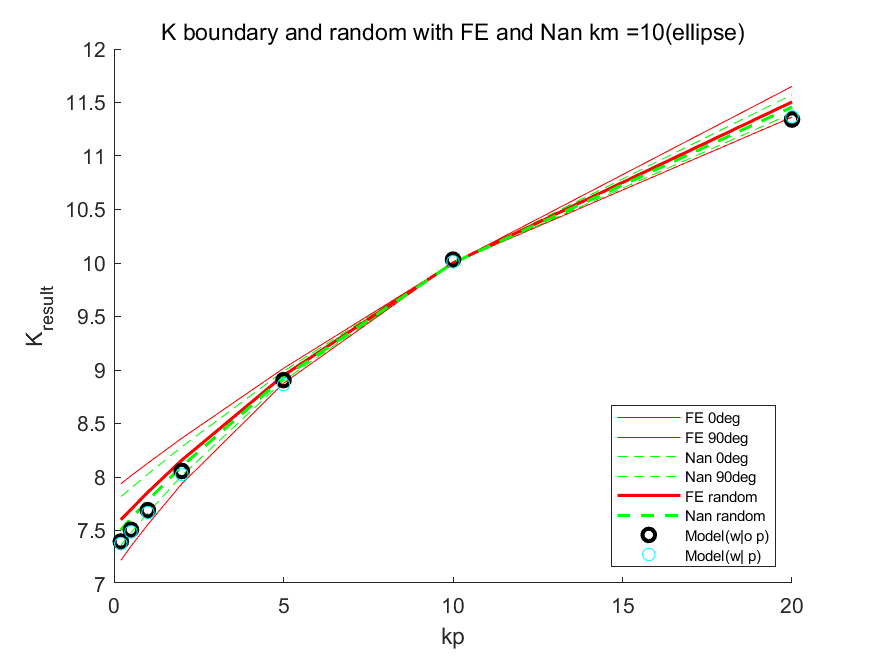 K boundary and random with FE and Nan km =10(ellipse)
12
11.5
11
10.5
10
9.5
9
8.5
8
7.5
7
K_result
0
5
10
15
20
kp
FE 0deg
FE 90deg
Nan 0deg
Nan 90deg
FE random
Nan random
Model(w|o p)
Model(w| p)